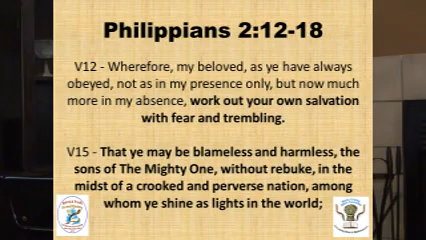 Philippians 2:12-18
V12 - Wherefore, my beloved, as ye have always
obeyed, not as in my presence only, but now much
more in my absence, work out your own salvation
with fear and trembling.
V15 - That ye may be blameless and harmless, the
sons of The Mighty One, without rebuke, in the
midst of a crooked and perverse nation, among
whom ye shine as lights in the world;